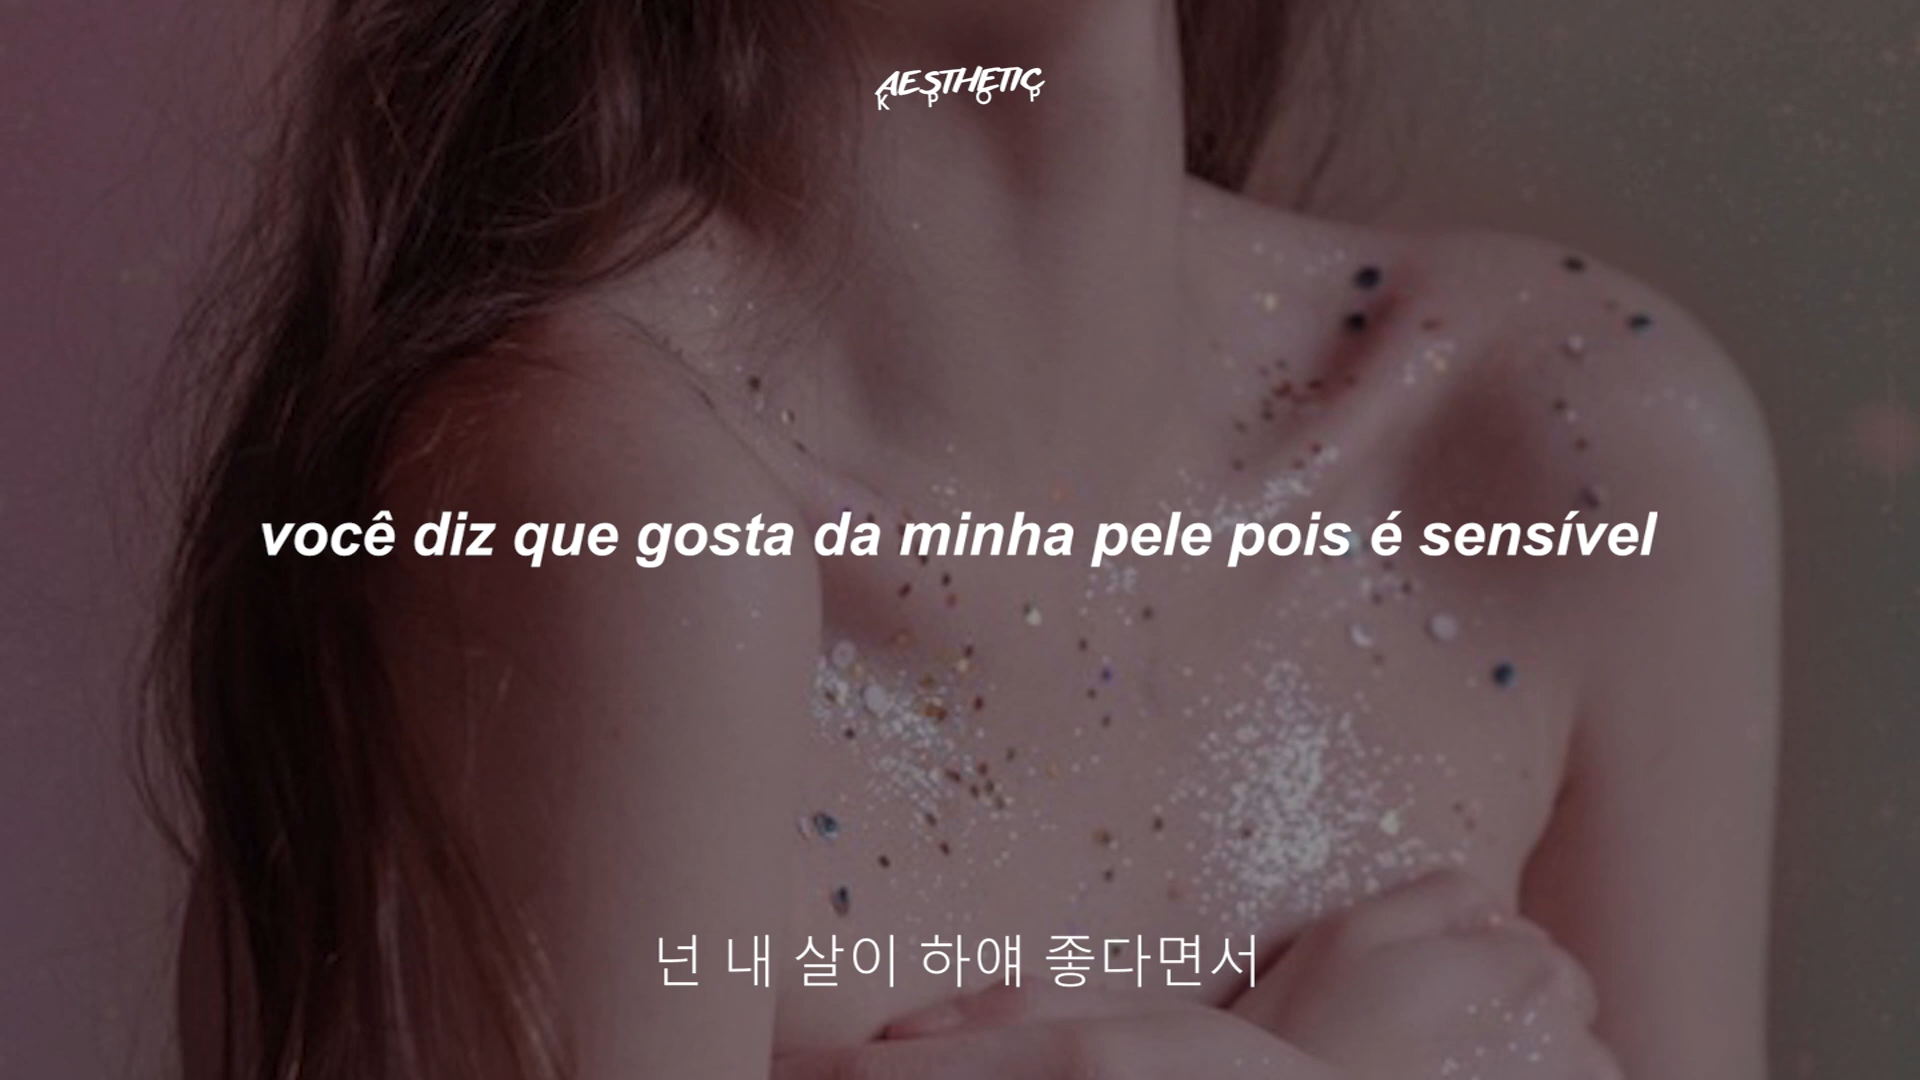 AESTHETIC
KPOP
você diz que gosta da minha pele pois é sensível
넌 내 살이 하얘 좋다면서